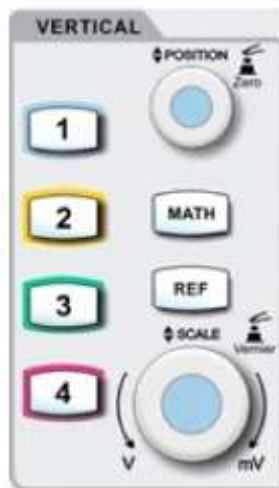 VERTICAL
POSITION
Zero
1
2
MATH
3
REF
SCALE
Vernier
4
V
mV